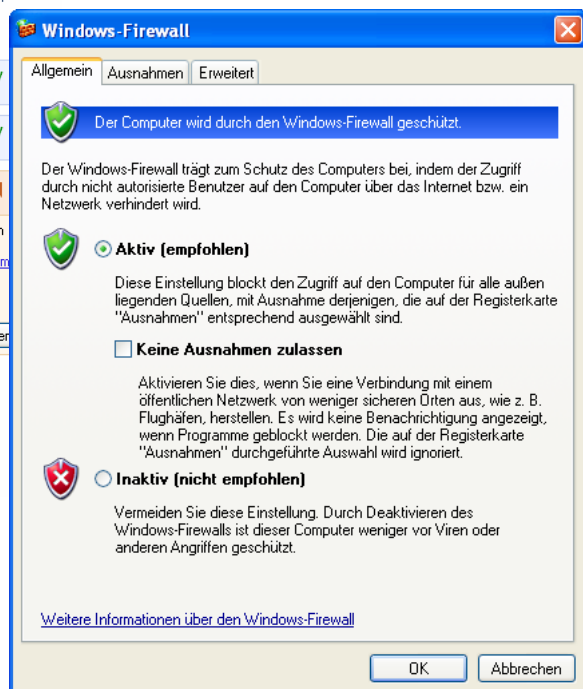 Windows-Firewall
Allgemein Ausnahmen Erweitert
Der Computer wird durch den Windows-Firewall geschützt.
Der Windows-Firewall trägt zum Schutz des Computers bei, indem der Zugriff
durch nicht autorisierte Benutzer auf den Computer über das Internet bzw. ein
Netzwerk verhindert wird.
Aktiv (empfohlen)
Diese Einstellung blockt den Zugriff auf den Computer für alle außen
liegenden Quellen, mit Ausnahme derjenigen, die auf der Registerkarte
"Ausnahmen" entsprechend ausgewählt sind.
Keine Ausnahmen zulassen
Aktivieren Sie dies, wenn Sie eine Verbindung mit einem
öffentlichen Netzwerk von weniger sicheren Orten aus, wie z. B.
Flughäfen, herstellen. Es wird keine Benachrichtigung angezeigt,
wenn Programme geblockt werden. Die auf der Registerkarte
"Ausnahmen" durchgeführte Auswahl wird ignoriert.
Inaktiv (nicht empfohlen)
Vermeiden Sie diese Einstellung. Durch Deaktivieren des
Windows-Firewalls ist dieser Computer weniger vor Viren oder
anderen Angriffen geschützt.
Weitere Informationen über den Windows-Firewall
OK Abbrechen